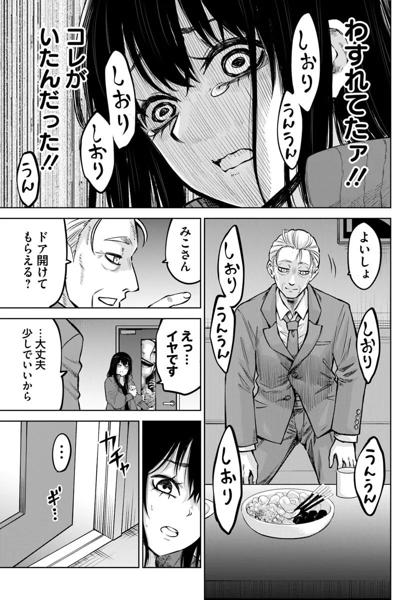 わすれてたァ!!
コレが
いたんだった!!
しおり
うんうん
しおり
しおり
うん
よいしょ
しおり
うんうん
しおり
うんうん
しおり
みこさん
ドア開けて
もらえる?
えっ…
イヤです
…大丈夫
少しでいいから
ガチャ
ギ…
…